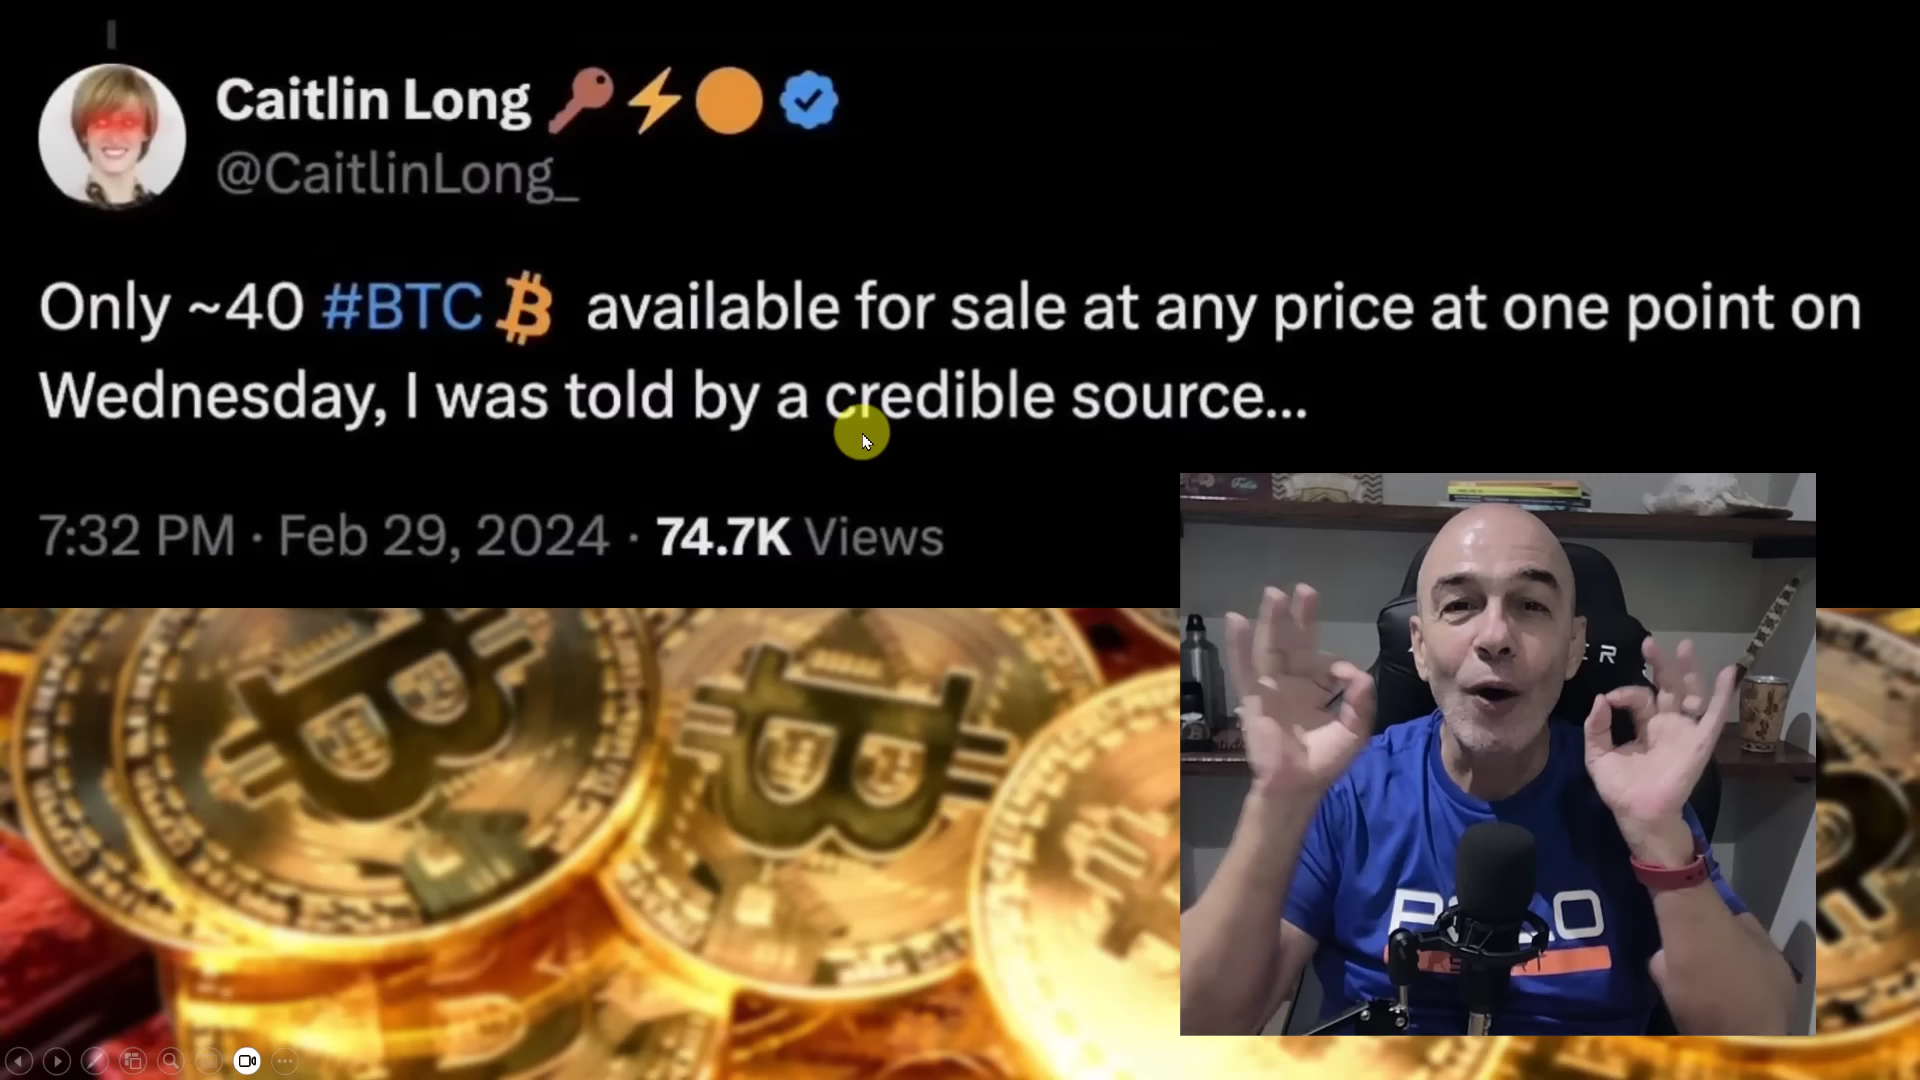 Caitlin Long
@CaitlinLong_
Only ~40 #BTC available for sale at any price at one point on
Wednesday, I was told by a credible source...
7:32 PM · Feb 29, 2024 · 74.7K Views